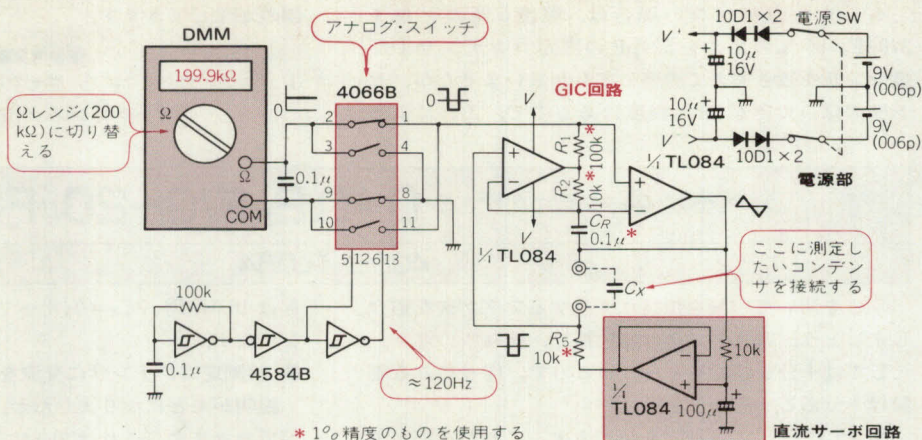 DMM
199.9kΩ
Ω
Ω
COM
Ωレンジ(200
kΩ)に切り替
える
アナログ・スイッチ
4066B
0
0
2
1
3
4
9
8
10
11
5 12 6 13
0.1μ
100k
0.1μ
4584B
≈120Hz
GIC回路
V
V
R1
100k
R2
10k
CR
0.1μ
¼ TL084
¼ TL084
CX
ここに測定し
たいコンデン
サを接続する
R5
10k
10k
¼
TL084
100μ
直流サーボ回路
10D1×2
電源SW
V+
10μ
16V
10μ
16V
V
10D1×2
9V
(006p)
9V
(006p)
電源部
* 1%精度のものを使用する